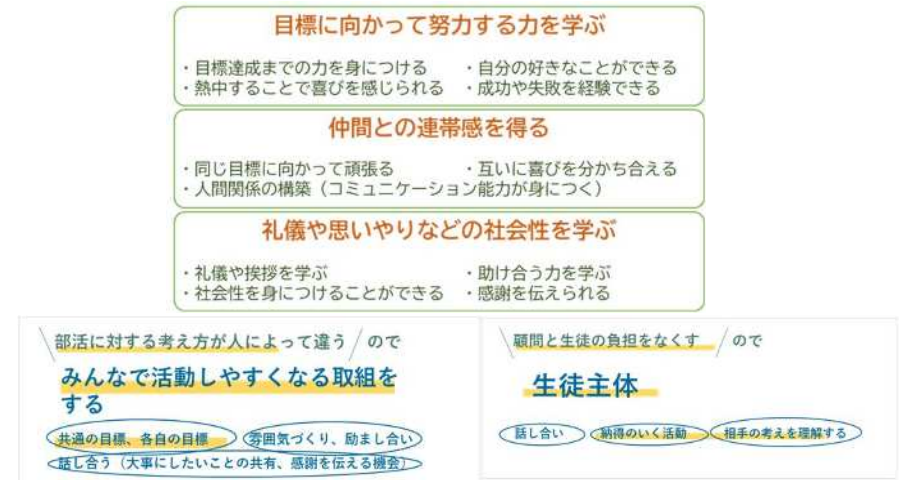 目標に向かって努力する力を学ぶ
・目標達成までの力を身につける ・自分の好きなことができる
・熱中することで喜びを感じられる ・成功や失敗を経験できる
仲間との連帯感を得る
・同じ目標に向かって頑張る ・互いに喜びを分かち合える
・人間関係の構築（コミュニケーション能力が身につく）
礼儀や思いやりなどの社会性を学ぶ
・礼儀や挨拶を学ぶ ・助け合う力を学ぶ
・社会性を身につけることができる ・感謝を伝えられる
部活に対する考え方が人によって違う ので
みんなで活動しやすくなる取組を
する
共通の目標、各自の目標 雰囲気づくり、励まし合い
話し合う（大事にしたいことの共有、感謝を伝える機会）
顧問と生徒の負担をなくす ので
生徒主体
話し合い 納得のいく活動 相手の考えを理解する